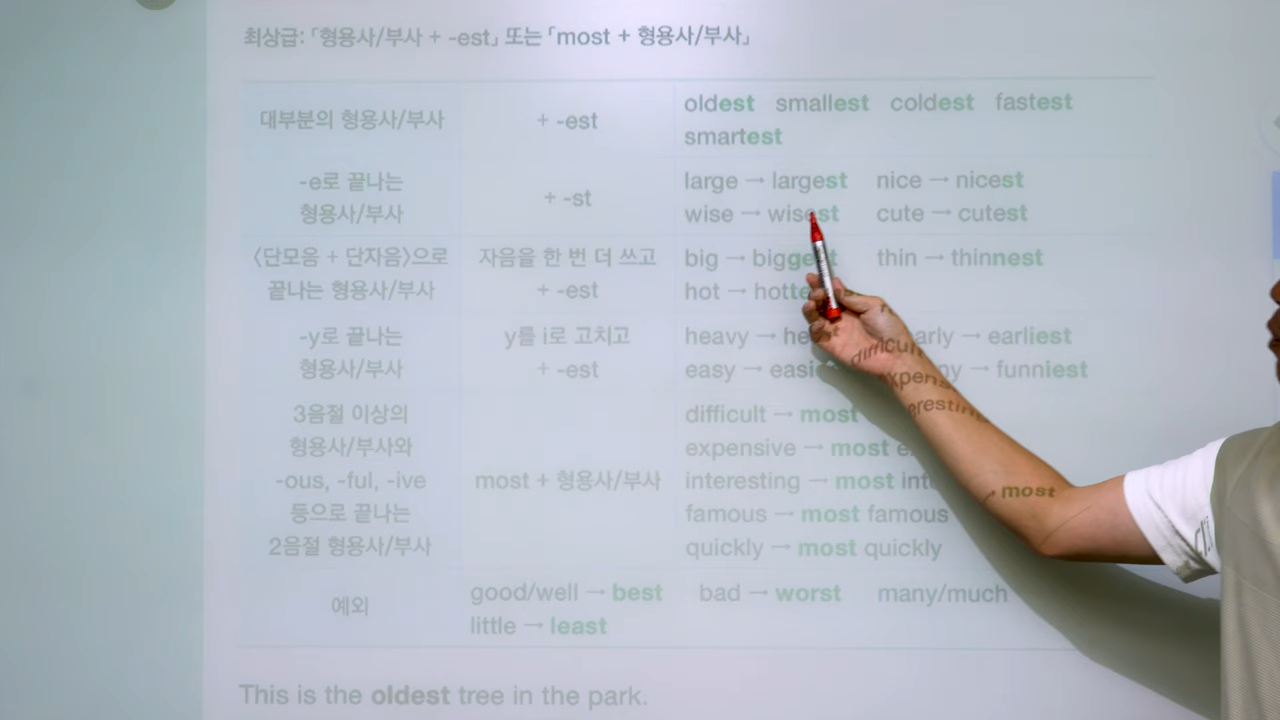 최상급: 「형용사/부사 + -est」 또는 「most + 형용사/부사」
대부분의 형용사/부사
+ -est
oldest smallest coldest fastest
smartest
-e로 끝나는
형용사/부사
+ -st
large → largest nice → nicest
wise → wisest cute → cutest
〈단모음 + 단자음〉으로
끝나는 형용사/부사
자음을 한 번 더 쓰고
+ -est
big → biggest thin → thinnest
hot →
-y로 끝나는
형용사/부사
y를 i로 고치고
+ -est
heavy → → earliest
easy → → funniest
3음절 이상의
형용사/부사와
-ous, -ful, -ive
등으로 끝나는
2음절 형용사/부사
most + 형용사/부사
difficult → most difficult
expensive → most
interesting → most
famous → most famous
quickly → most quickly
예외
good/well → best bad → worst many/much → most
little → least
This is the oldest tree in the park.